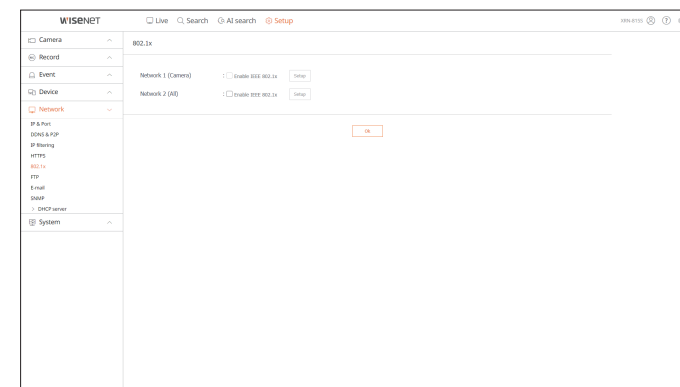 WISENET Live Search AI search Setup XRN-813S ?
Camera
Record
Event
Device
Network
IP & Port
DDNS & P2P
IP filtering
HTTPS
802.1x
FTP
E-mail
SNMP
> DHCP server
System
802.1x
Network 1 (Camera) : Enable IEEE 802.1x Setup
Network 2 (All) : Enable IEEE 802.1x Setup
Ok